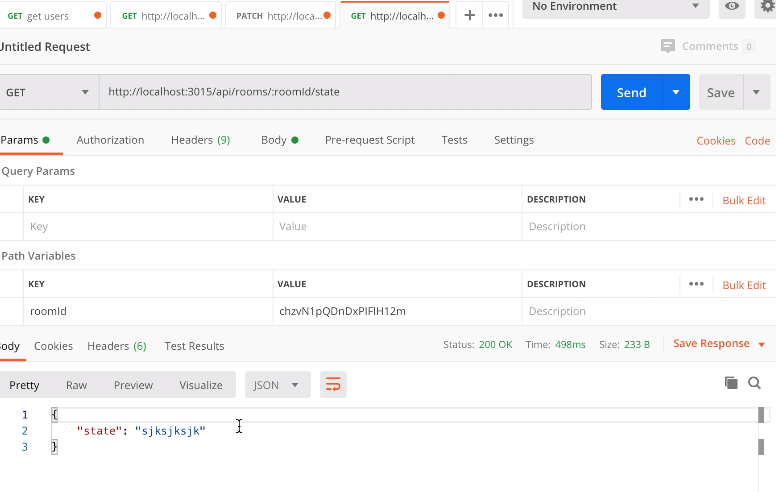 GET get users GET http://localh... PATCH http://loca... GET http://localh... + ••• No Environment
Untitled Request Comments 0
GET http://localhost:3015/api/rooms/:roomId/state Send Save
Params Authorization Headers (9) Body Pre-request Script Tests Settings Cookies Code
Query Params
KEY VALUE DESCRIPTION ••• Bulk Edit
Key Value Description
Path Variables
KEY VALUE DESCRIPTION ••• Bulk Edit
roomId chzvN1pQDnDxPIFlH12m Description
ody Cookies Headers (6) Test Results Status: 200 OK Time: 498ms Size: 233 B Save Response
Pretty Raw Preview Visualize JSON
1 {
2 "state": "sjksjksjk"
3 }